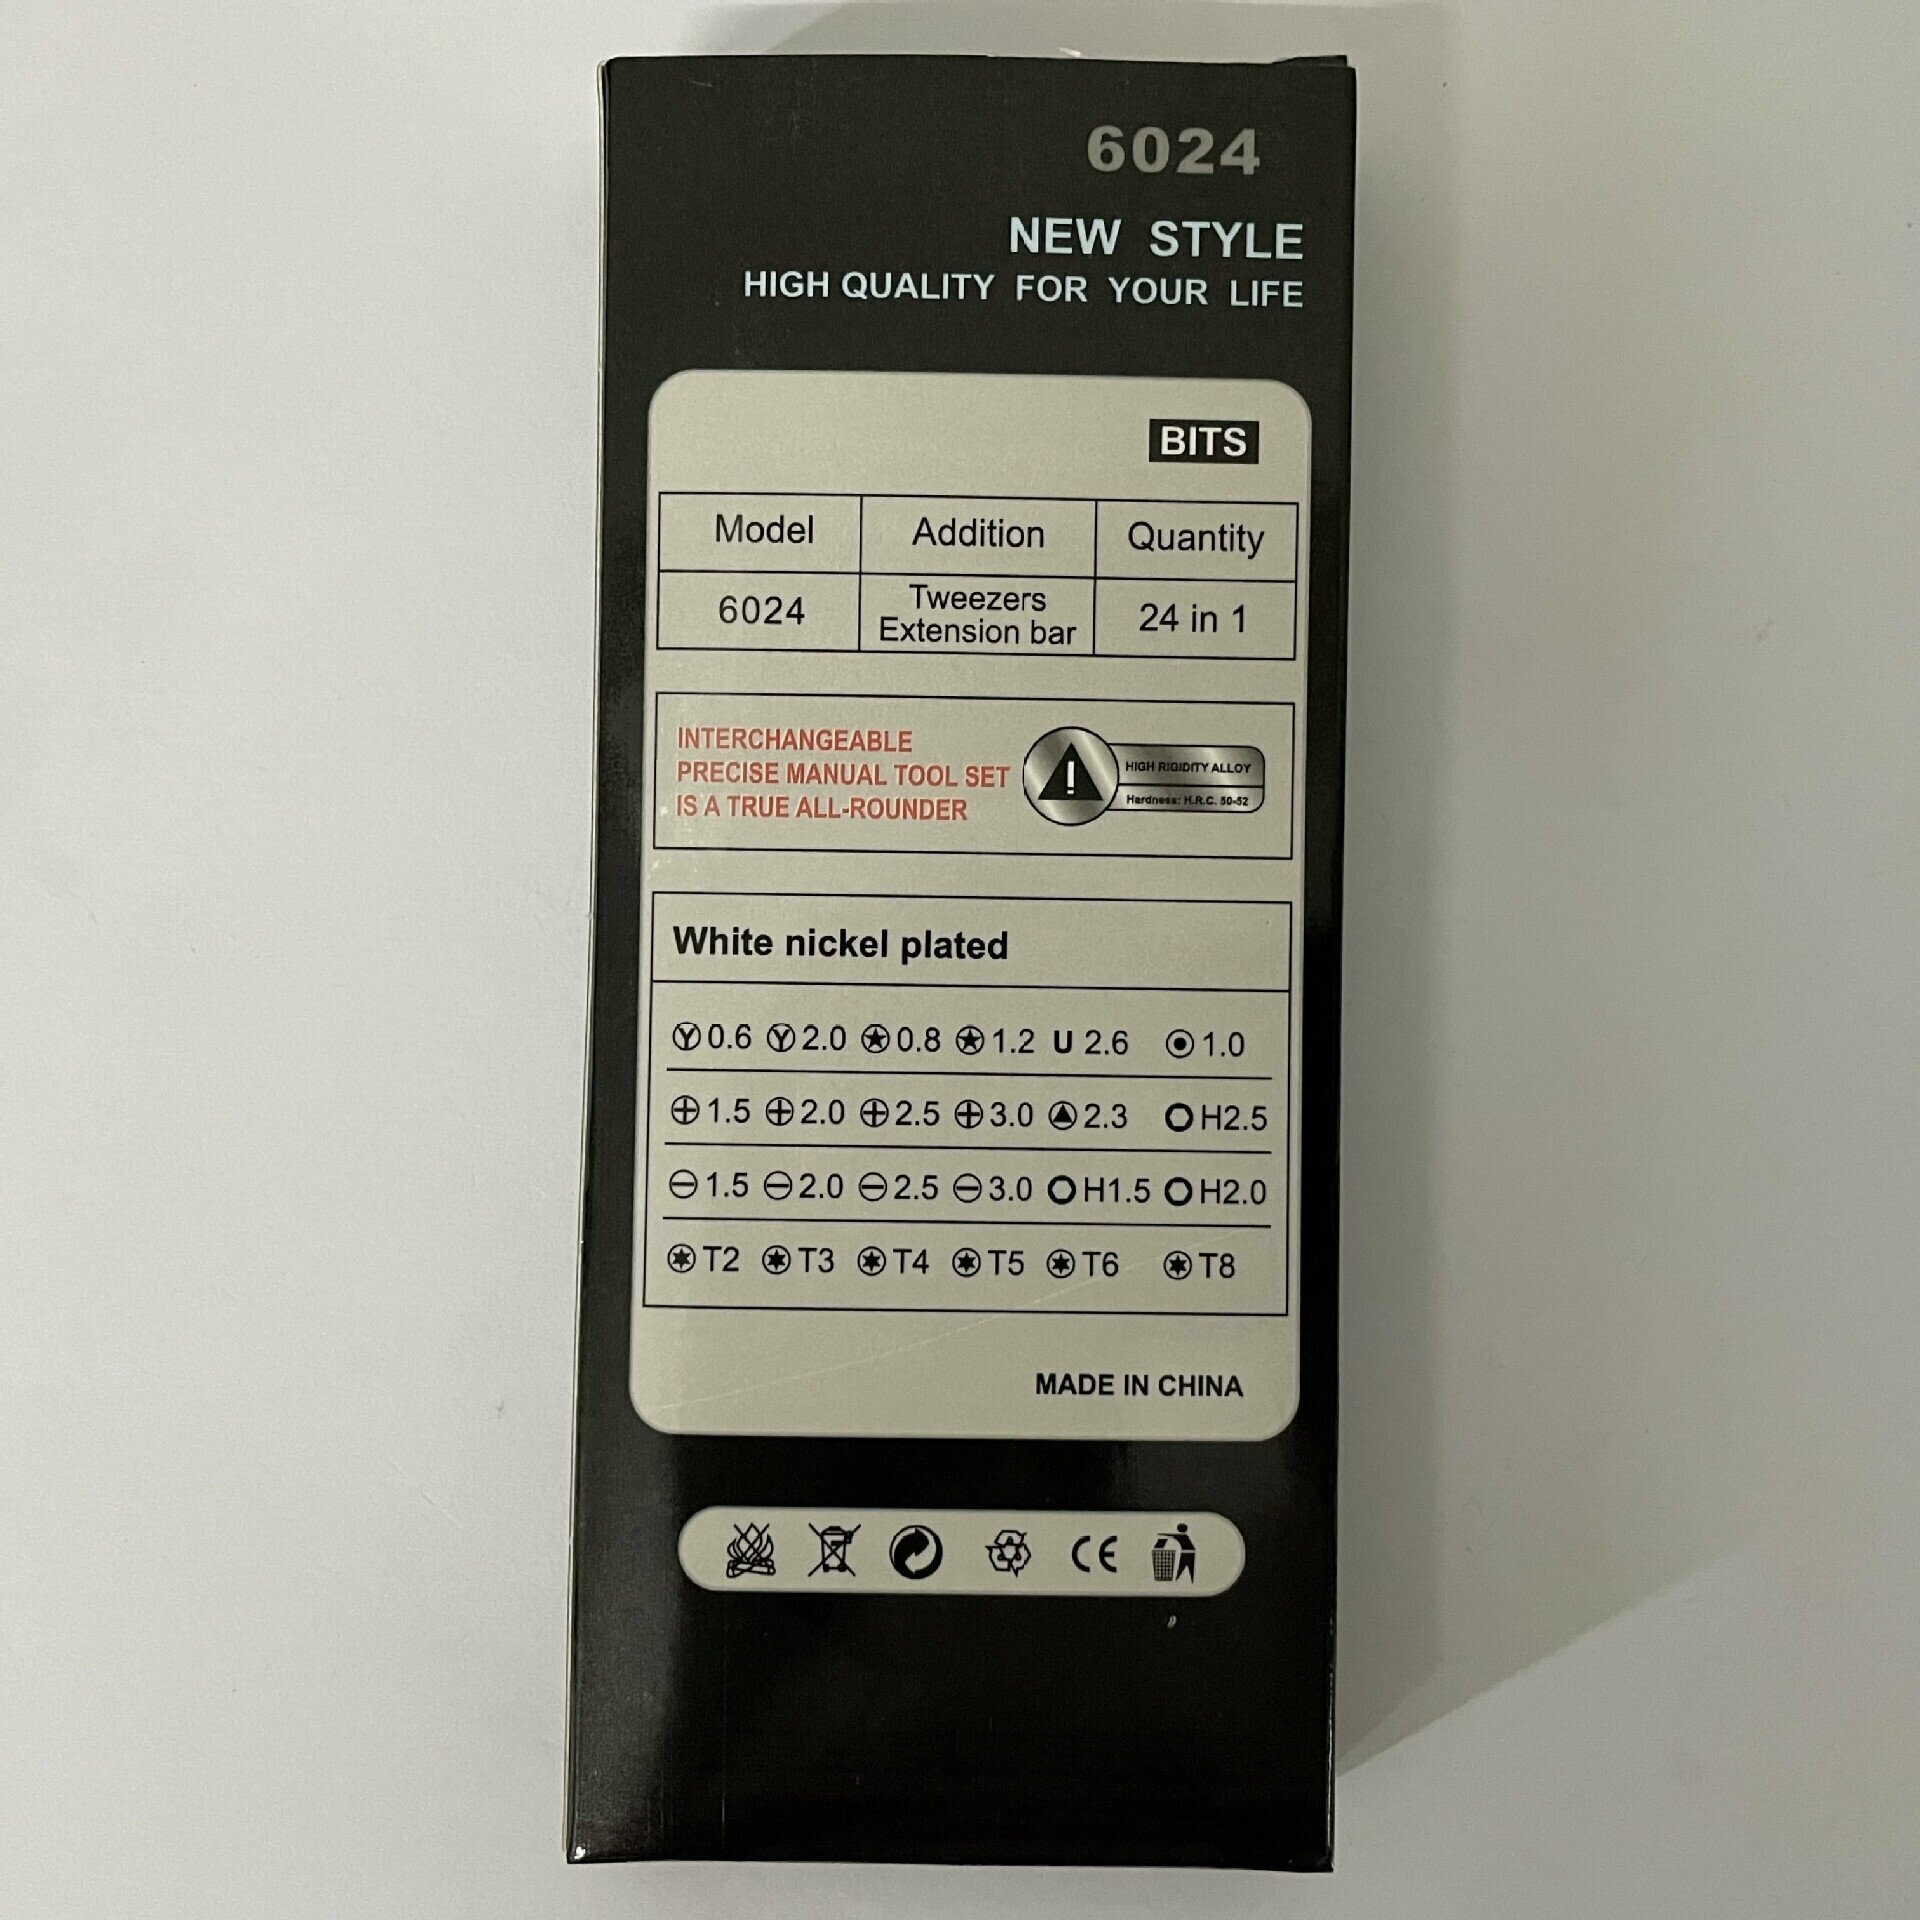 6024
NEW STYLE
HIGH QUALITY FOR YOUR LIFE
BITS
Model Addition Quantity
6024 Tweezers Extension bar 24 in 1
INTERCHANGEABLE
PRECISE MANUAL TOOL SET
IS A TRUE ALL-ROUNDER
HIGH RIGIDITY ALLOY
Hardness: H.R.C. 50-52
White nickel plated
Y 0.6 Y 2.0 ★ 0.8 ★ 1.2 U 2.6 1.0
⊕ 1.5 ⊕ 2.0 ⊕ 2.5 ⊕ 3.0 ▲ 2.3 H2.5
⊖ 1.5 ⊖ 2.0 ⊖ 2.5 ⊖ 3.0 H1.5 H2.0
T2 T3 T4 T5 T6 T8
MADE IN CHINA
CE